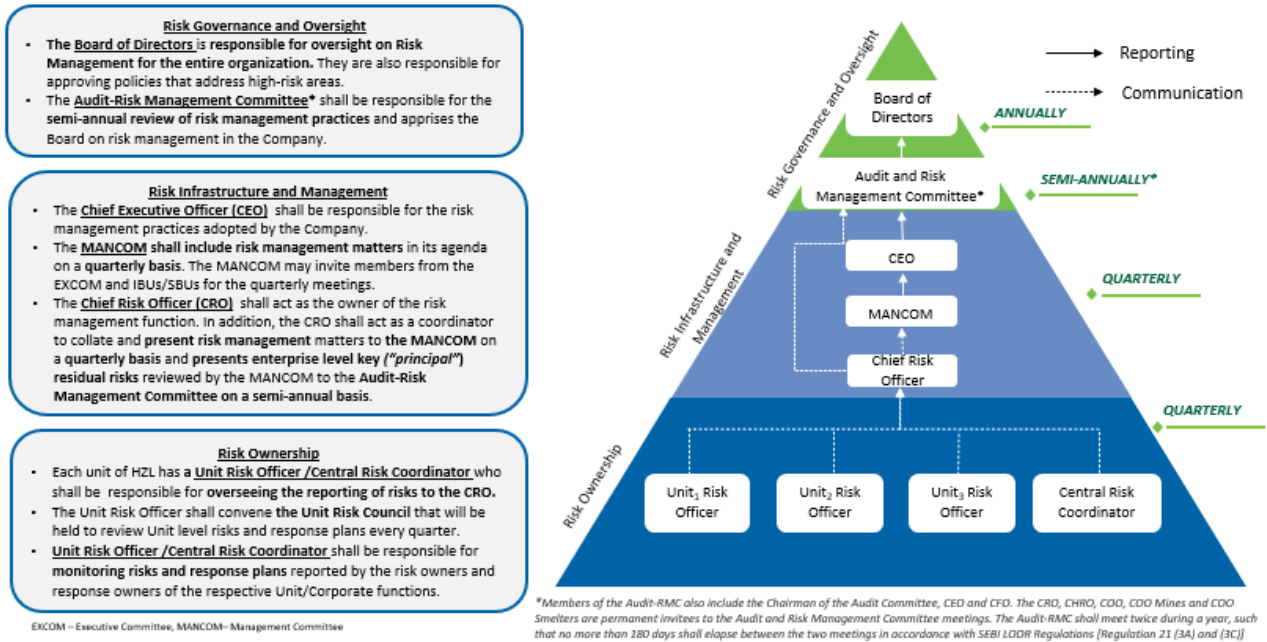 Risk Governance and Oversight
• The Board of Directors is responsible for oversight on Risk
Management for the entire organization. They are also responsible for
approving policies that address high-risk areas.
• The Audit-Risk Management Committee* shall be responsible for the
semi-annual review of risk management practices and apprises the
Board on risk management in the Company.
Risk Infrastructure and Management
• The Chief Executive Officer (CEO) shall be responsible for the risk
management practices adopted by the Company.
• The MANCOM shall include risk management matters in its agenda
on a quarterly basis. The MANCOM may invite members from the
EXCOM and IBUs/SBUs for the quarterly meetings.
• The Chief Risk Officer (CRO) shall act as the owner of the risk
management function. In addition, the CRO shall act as a coordinator
to collate and present risk management matters to the MANCOM on
a quarterly basis and presents enterprise level key ("principal")
residual risks reviewed by the MANCOM to the Audit-Risk
Management Committee on a semi-annual basis.
Risk Ownership
• Each unit of HZL has a Unit Risk Officer /Central Risk Coordinator who
shall be responsible for overseeing the reporting of risks to the CRO.
• The Unit Risk Officer shall convene the Unit Risk Council that will be
held to review Unit level risks and response plans every quarter.
• Unit Risk Officer /Central Risk Coordinator shall be responsible for
monitoring risks and response plans reported by the risk owners and
response owners of the respective Unit/Corporate functions.
EXCOM – Executive Committee, MANCOM– Management Committee
Reporting
Communication
Risk Governance and Oversight
Board of
Directors
ANNUALLY
Audit and Risk
Management Committee*
SEMI-ANNUALLY*
Risk Infrastructure and
Management
CEO
MANCOM
Chief Risk
Officer
QUARTERLY
QUARTERLY
Risk Ownership
Unit₁ Risk
Officer
Unit₂ Risk
Officer
Unit₃ Risk
Officer
Central Risk
Coordinator
*Members of the Audit-RMC also include the Chairman of the Audit Committee, CEO and CFO. The CRO, CHRO, COO, COO Mines and COO
Smelters are permanent invitees to the Audit and Risk Management Committee meetings. The Audit-RMC shall meet twice during a year, such
that no more than 180 days shall elapse between the two meetings in accordance with SEBI LODR Regulations (Regulation 21 (3A) and (3C)]